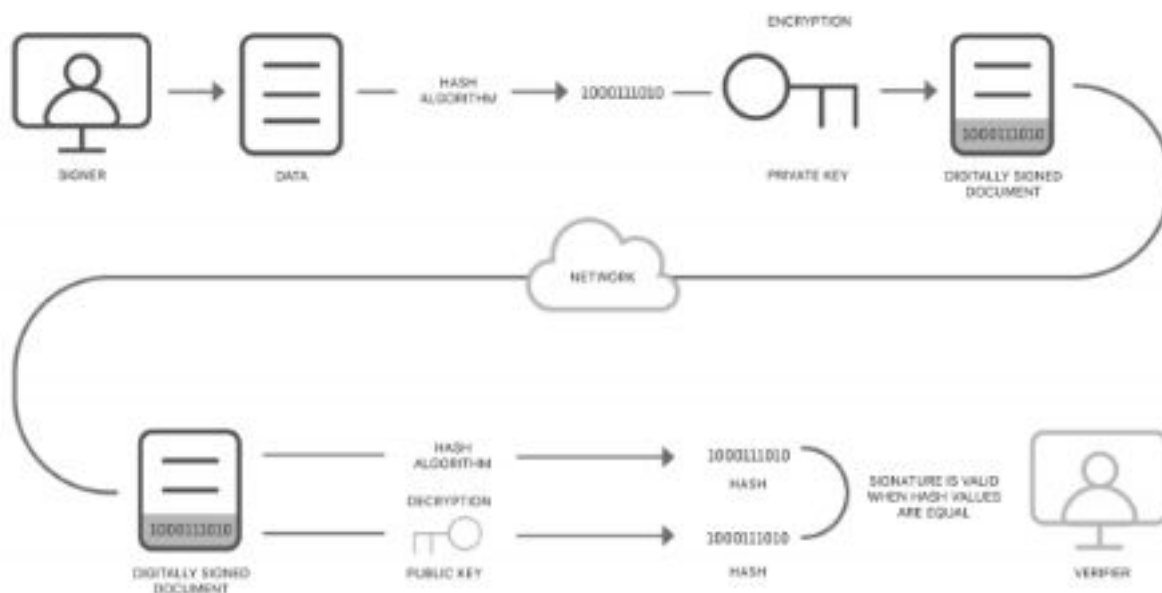 ENCRYPTION
HASH
ALGORITHM
1000111010
1000111010
SIGNER
DATA
PRIVATE KEY
DIGITALLY SIGNED
DOCUMENT
NETWORK
HASH
ALGORITHM
1000111010
HASH
SIGNATURE IS VALID
WHEN HASH VALUES
ARE EQUAL
DECRYPTION
1000111010
1000111010
DIGITALLY SIGNED
DOCUMENT
PUBLIC KEY
HASH
VERIFIER